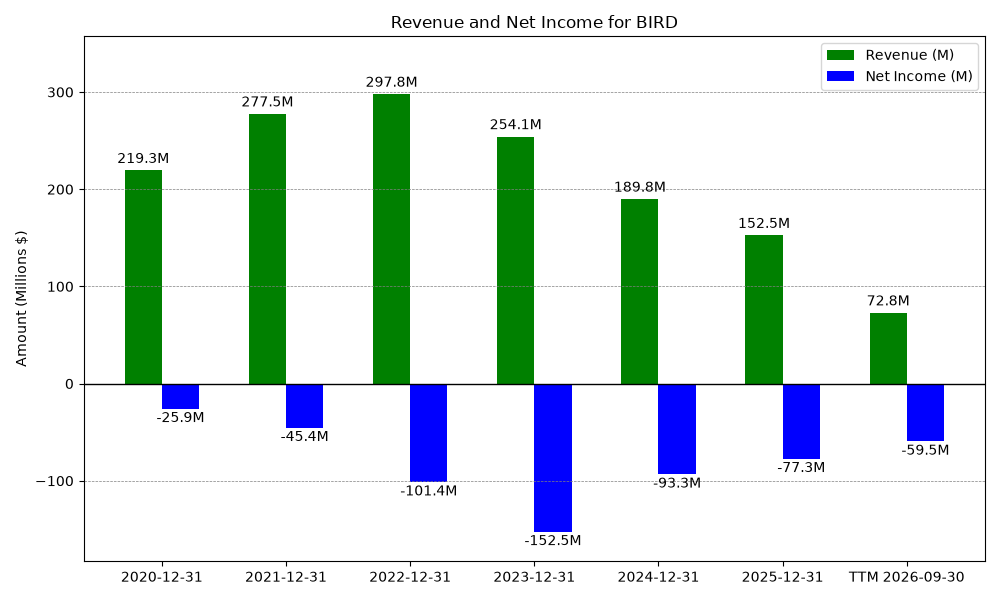 Revenue and Net Income for BIRD
Revenue (M)
Net Income (M)
Amount (Millions $)
300
200
100
0
−100
219.3M
277.5M
297.8M
254.1M
189.8M
152.5M
72.8M
-25.9M
-45.4M
-101.4M
-152.5M
-93.3M
-77.3M
-59.5M
2020-12-31
2021-12-31
2022-12-31
2023-12-31
2024-12-31
2025-12-31
TTM 2026-09-30